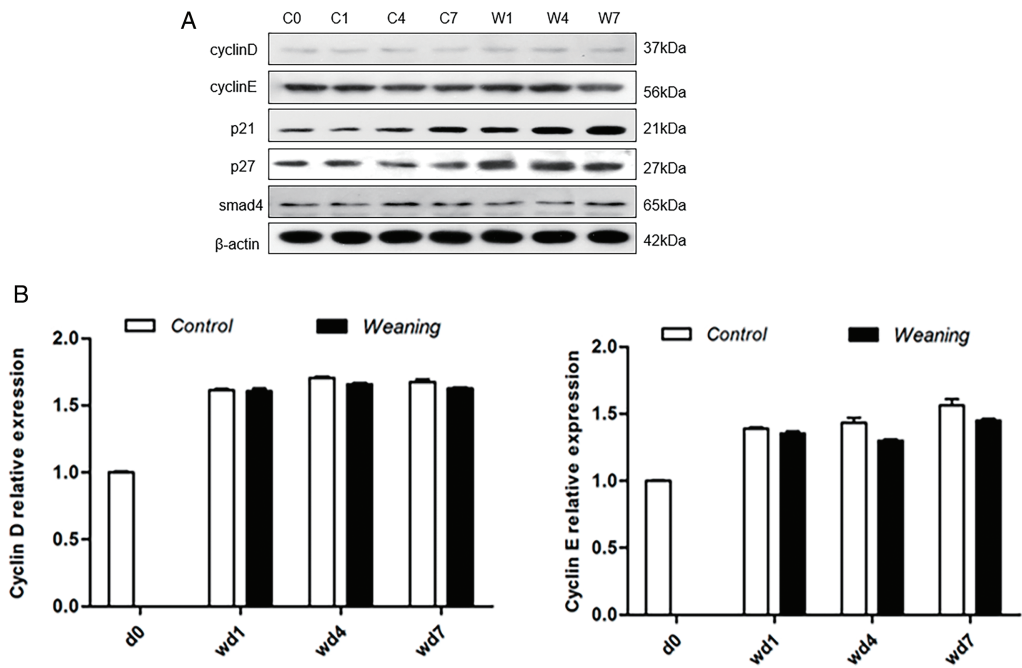 A
C0 C1 C4 C7 W1 W4 W7
cyclinD 37kDa
cyclinE 56kDa
p21 21kDa
p27 27kDa
smad4 65kDa
β-actin 42kDa
B
Control Weaning
Cyclin D relative exression
2.0
1.5
1.0
0.5
0.0
d0 wd1 wd4 wd7
Control Weaning
Cyclin E relative expression
2.0
1.5
1.0
0.5
0.0
d0 wd1 wd4 wd7